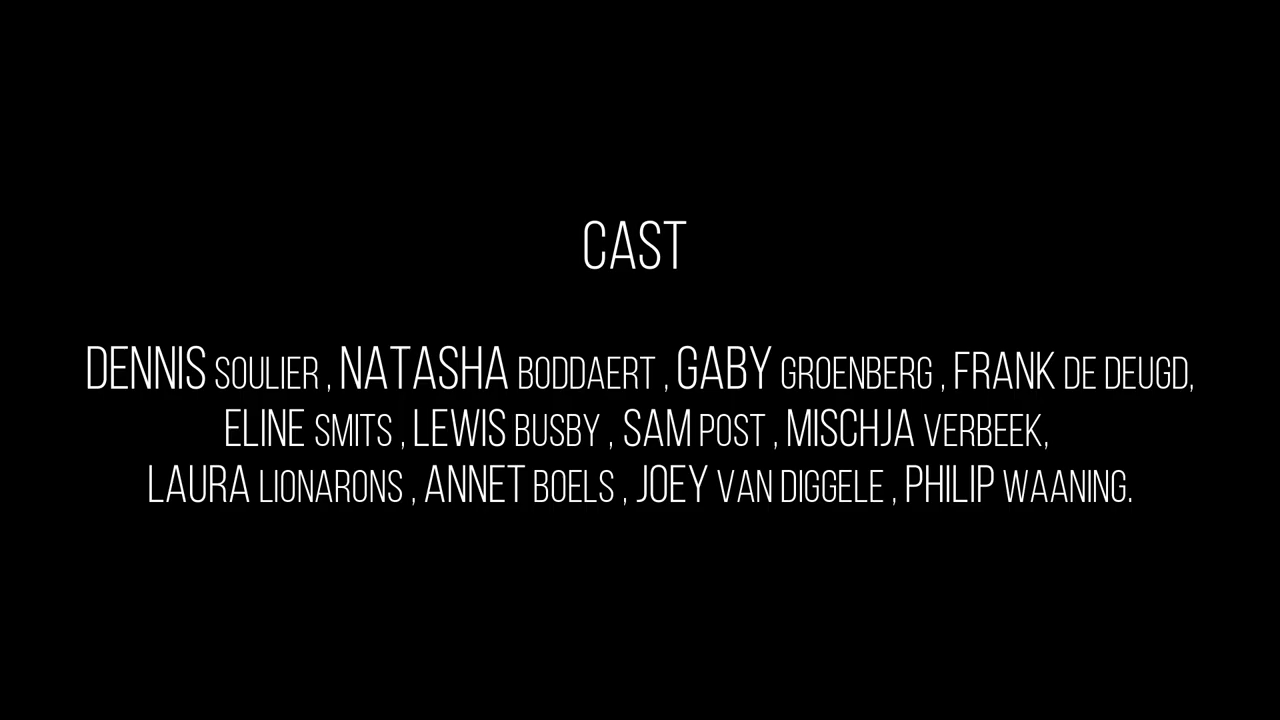 CAST
DENNIS SOULIER , NATASHA BODDAERT , GABY GROENBERG , FRANK DE DEUGD,
ELINE SMITS , LEWIS BUSBY , SAM POST , MISCHJA VERBEEK,
LAURA LIONARONS , ANNET BOELS , JOEY VAN DIGGELE , PHILIP WAANING.